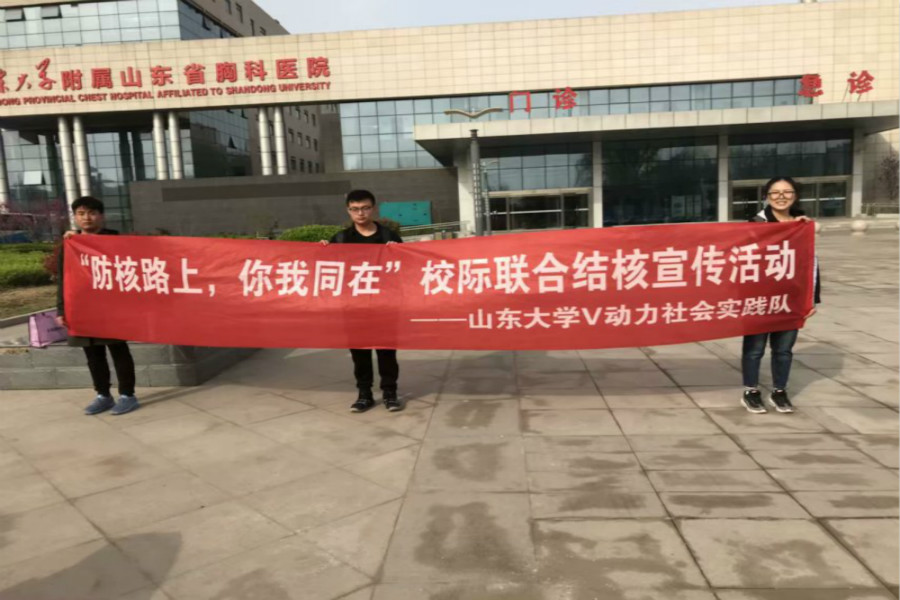 大学附属山东省胸科医院
PROVINCIAL CHEST HOSPITAL AFFILIATED TO SHANDONG UNIVERSITY
门诊
急诊
“防核路上，你我同在”校际联合结核宣传活动
——山东大学V动力社会实践队